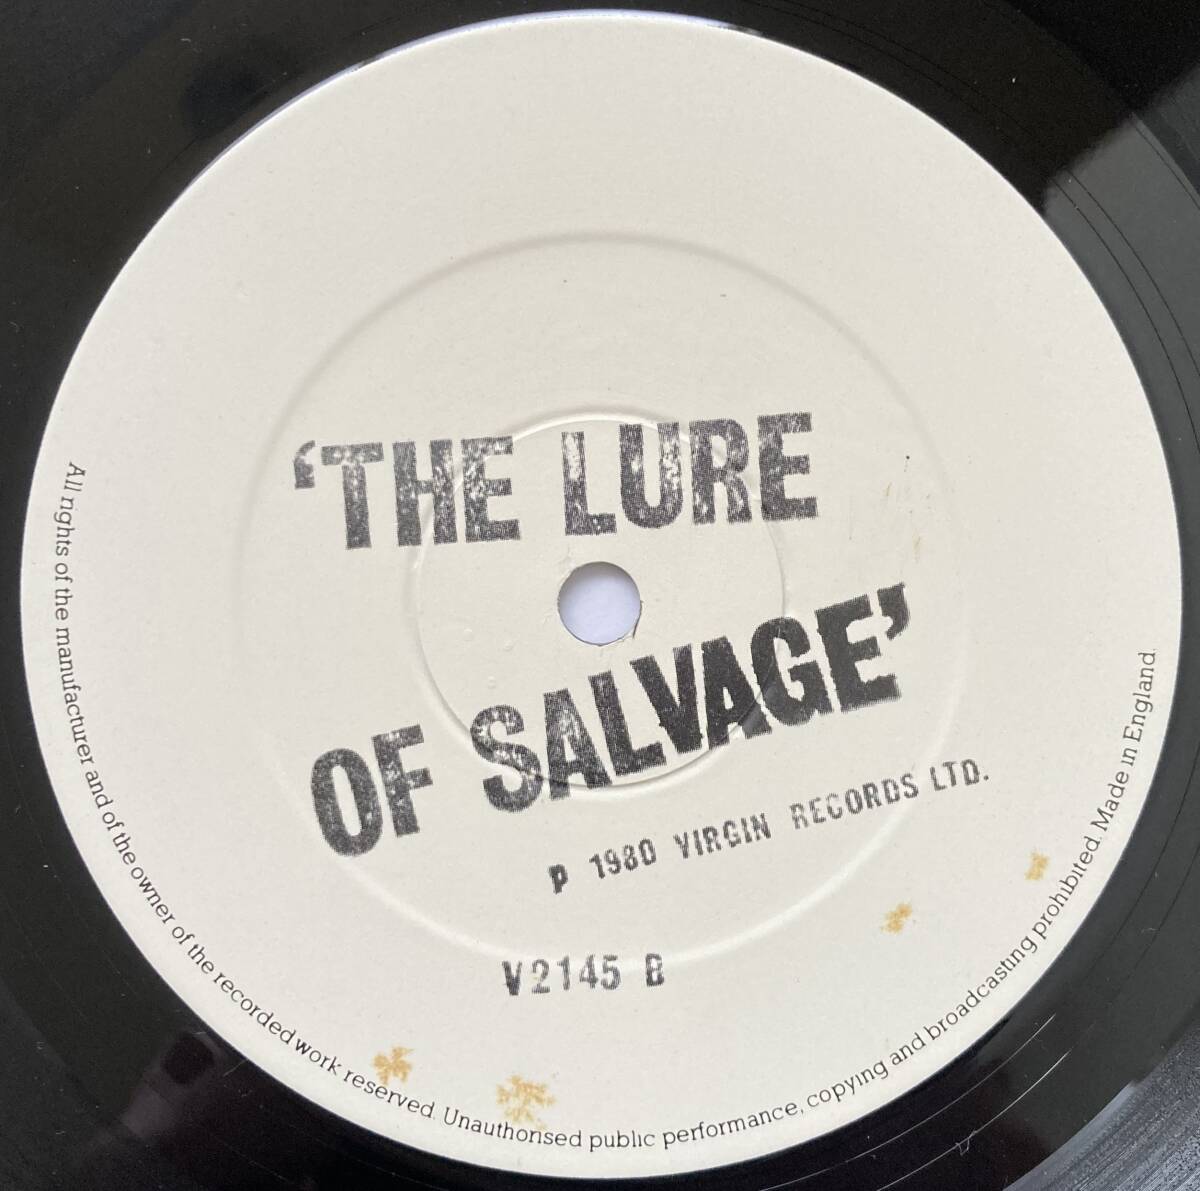 'THE LURE
OF SALVAGE'
P 1980 VIRGIN RECORDS LTD.
V2145 B
All rights of the manufacturer and of the owner of the recorded work reserved. Unauthorised public performance, copying and broadcasting prohibited. Made in England.